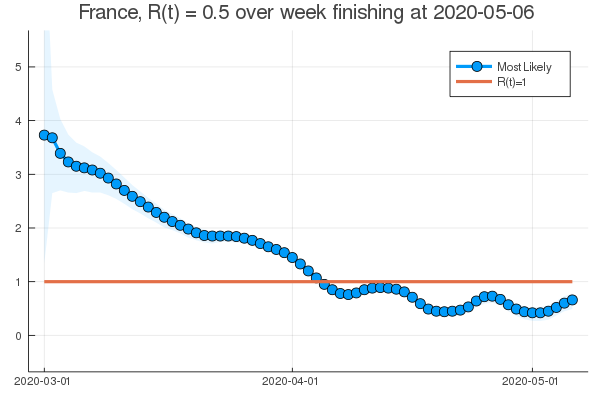 France, R(t) = 0.5 over week finishing at 2020-05-06
Most Likely
R(t)=1
5
4
3
2
1
0
2020-03-01 2020-04-01 2020-05-01